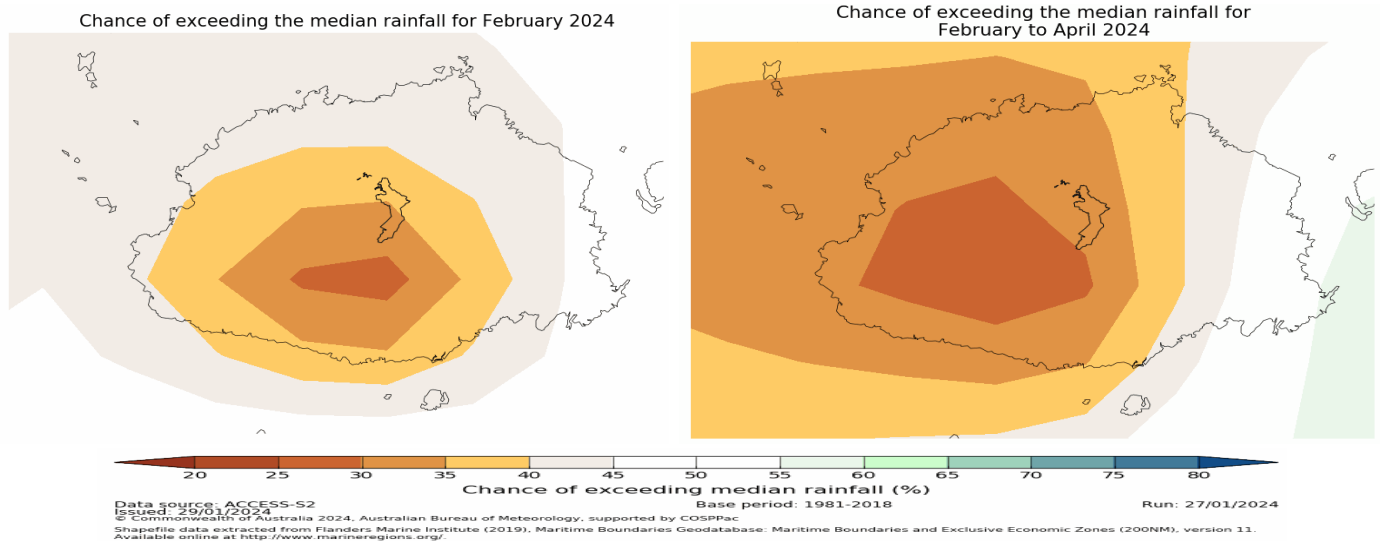 Chance of exceeding the median rainfall for February 2024
Chance of exceeding the median rainfall for
February to April 2024
20 25 30 35 40 45 50 55 60 65 70 75 80
Chance of exceeding median rainfall (%)
Data source: ACCESS-S2 Base period: 1981-2018 Run: 27/01/2024
Issued: 29/01/2024
© Commonwealth of Australia 2024, Australian Bureau of Meteorology, supported by COSPPac
Shapefile data extracted from Flanders Marine Institute (2019), Maritime Boundaries Geodatabase: Maritime Boundaries and Exclusive Economic Zones (200NM), version 11.
Available online at http://www.marineregions.org/.